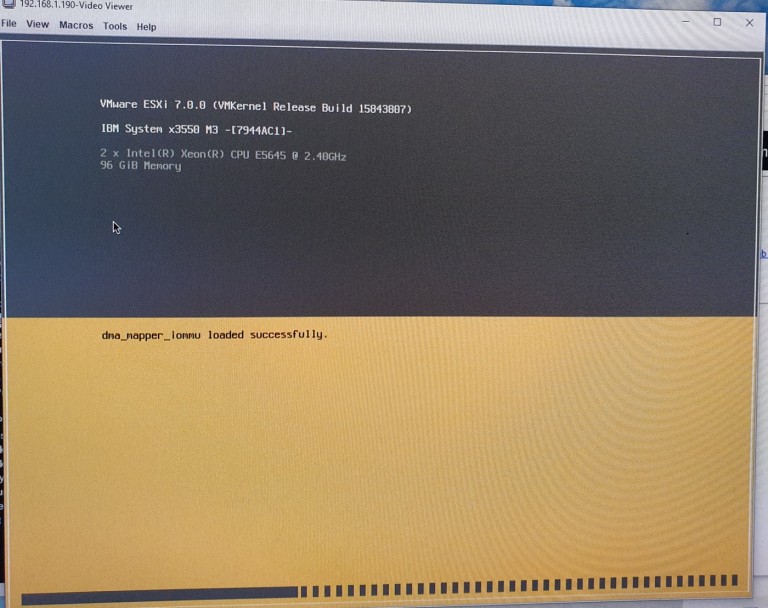 192.168.1.190-Video Viewer
File View Macros Tools Help
VMware ESXi 7.0.0 (VMKernel Release Build 15843807)
IBM System x3550 M3 -[7944AC1]-
2 x Intel(R) Xeon(R) CPU E5645 @ 2.40GHz
96 GiB Memory
dma_mapper_iommu loaded successfully.